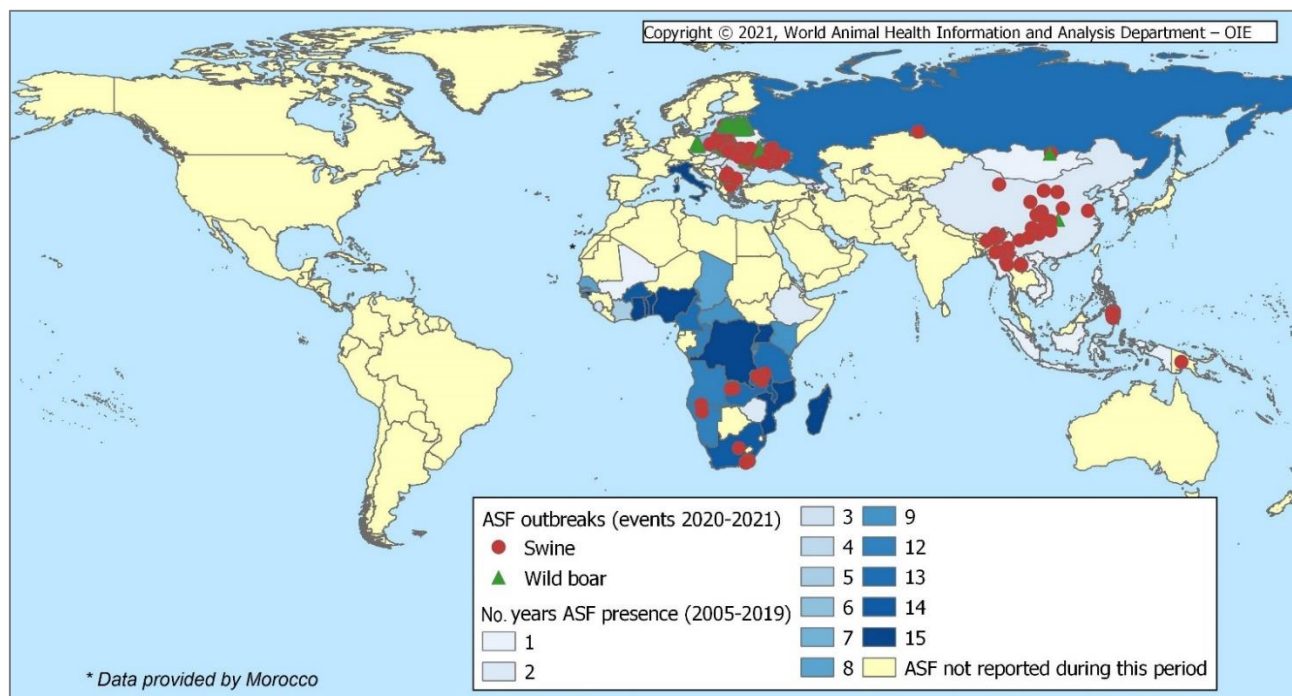 Copyright © 2021, World Animal Health Information and Analysis Department – OIE
*
ASF outbreaks (events 2020-2021)
Swine
Wild boar
No. years ASF presence (2005-2019)
1
2
3
4
5
6
7
8
9
12
13
14
15
ASF not reported during this period
* Data provided by Morocco